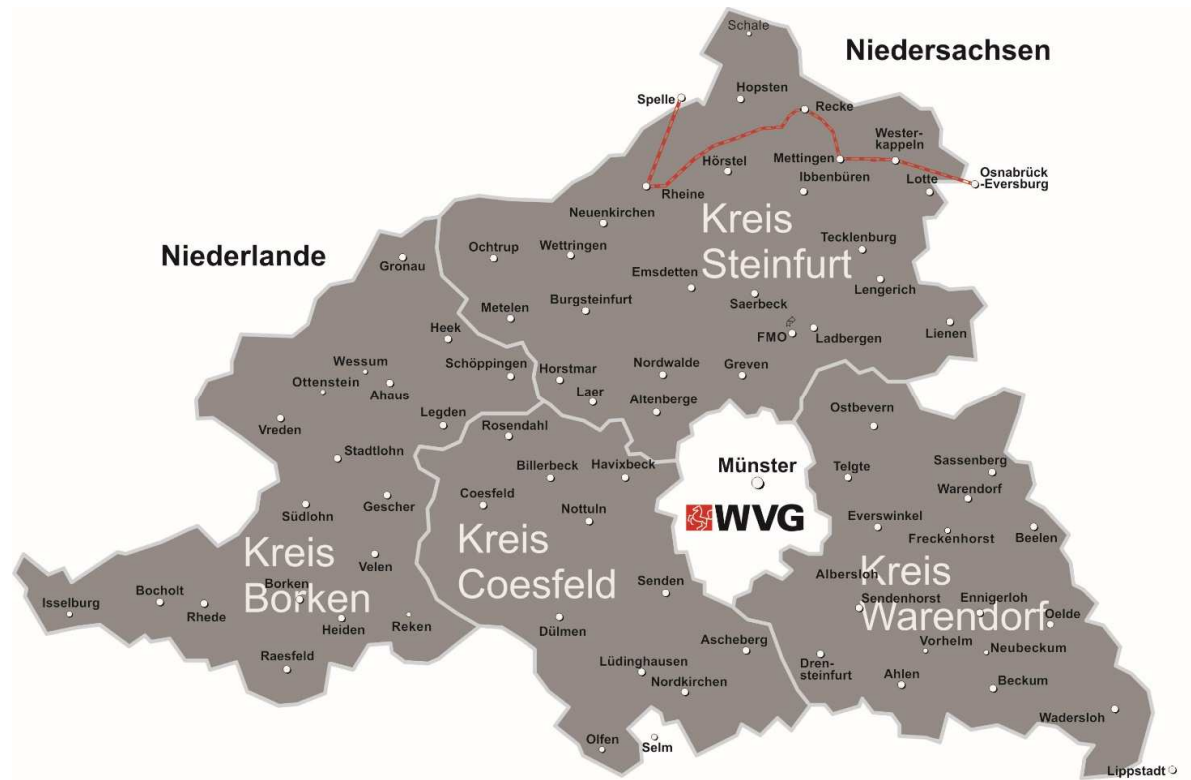 Schale
Niedersachsen
Spelle
Hopsten
Recke
Wester-
kappeln
Hörstel
Mettingen
Osnabrück
-Eversburg
Ibbenbüren
Lotte
Rheine
Neuenkirchen
Kreis
Steinfurt
Niederlande
Ochtrup
Wettringen
Tecklenburg
Gronau
Emsdetten
Lengerich
Saerbeck
Metelen
Burgsteinfurt
Heek
FMO
Ladbergen
Lienen
Wessum
Schöppingen
Horstmar
Nordwalde
Greven
Ottenstein
Ahaus
Laer
Altenberge
Legden
Ostbevern
Vreden
Rosendahl
Stadtlohn
Billerbeck
Havixbeck
Münster
Telgte
Sassenberg
Coesfeld
Warendorf
Gescher
Nottuln
WVG
Südlohn
Everswinkel
Freckenhorst
Beelen
Kreis
Borken
Kreis
Coesfeld
Velen
Albersloh
Kreis
Warendorf
Borken
Senden
Bocholt
Sendenhorst
Ennigerloh
Isselburg
Rhede
Oelde
Heiden
Reken
Dülmen
Ascheberg
Vorhelm
Neubeckum
Raesfeld
Lüdinghausen
Dren-
steinfurt
Nordkirchen
Ahlen
Beckum
Wadersloh
Olfen
Selm
Lippstadt